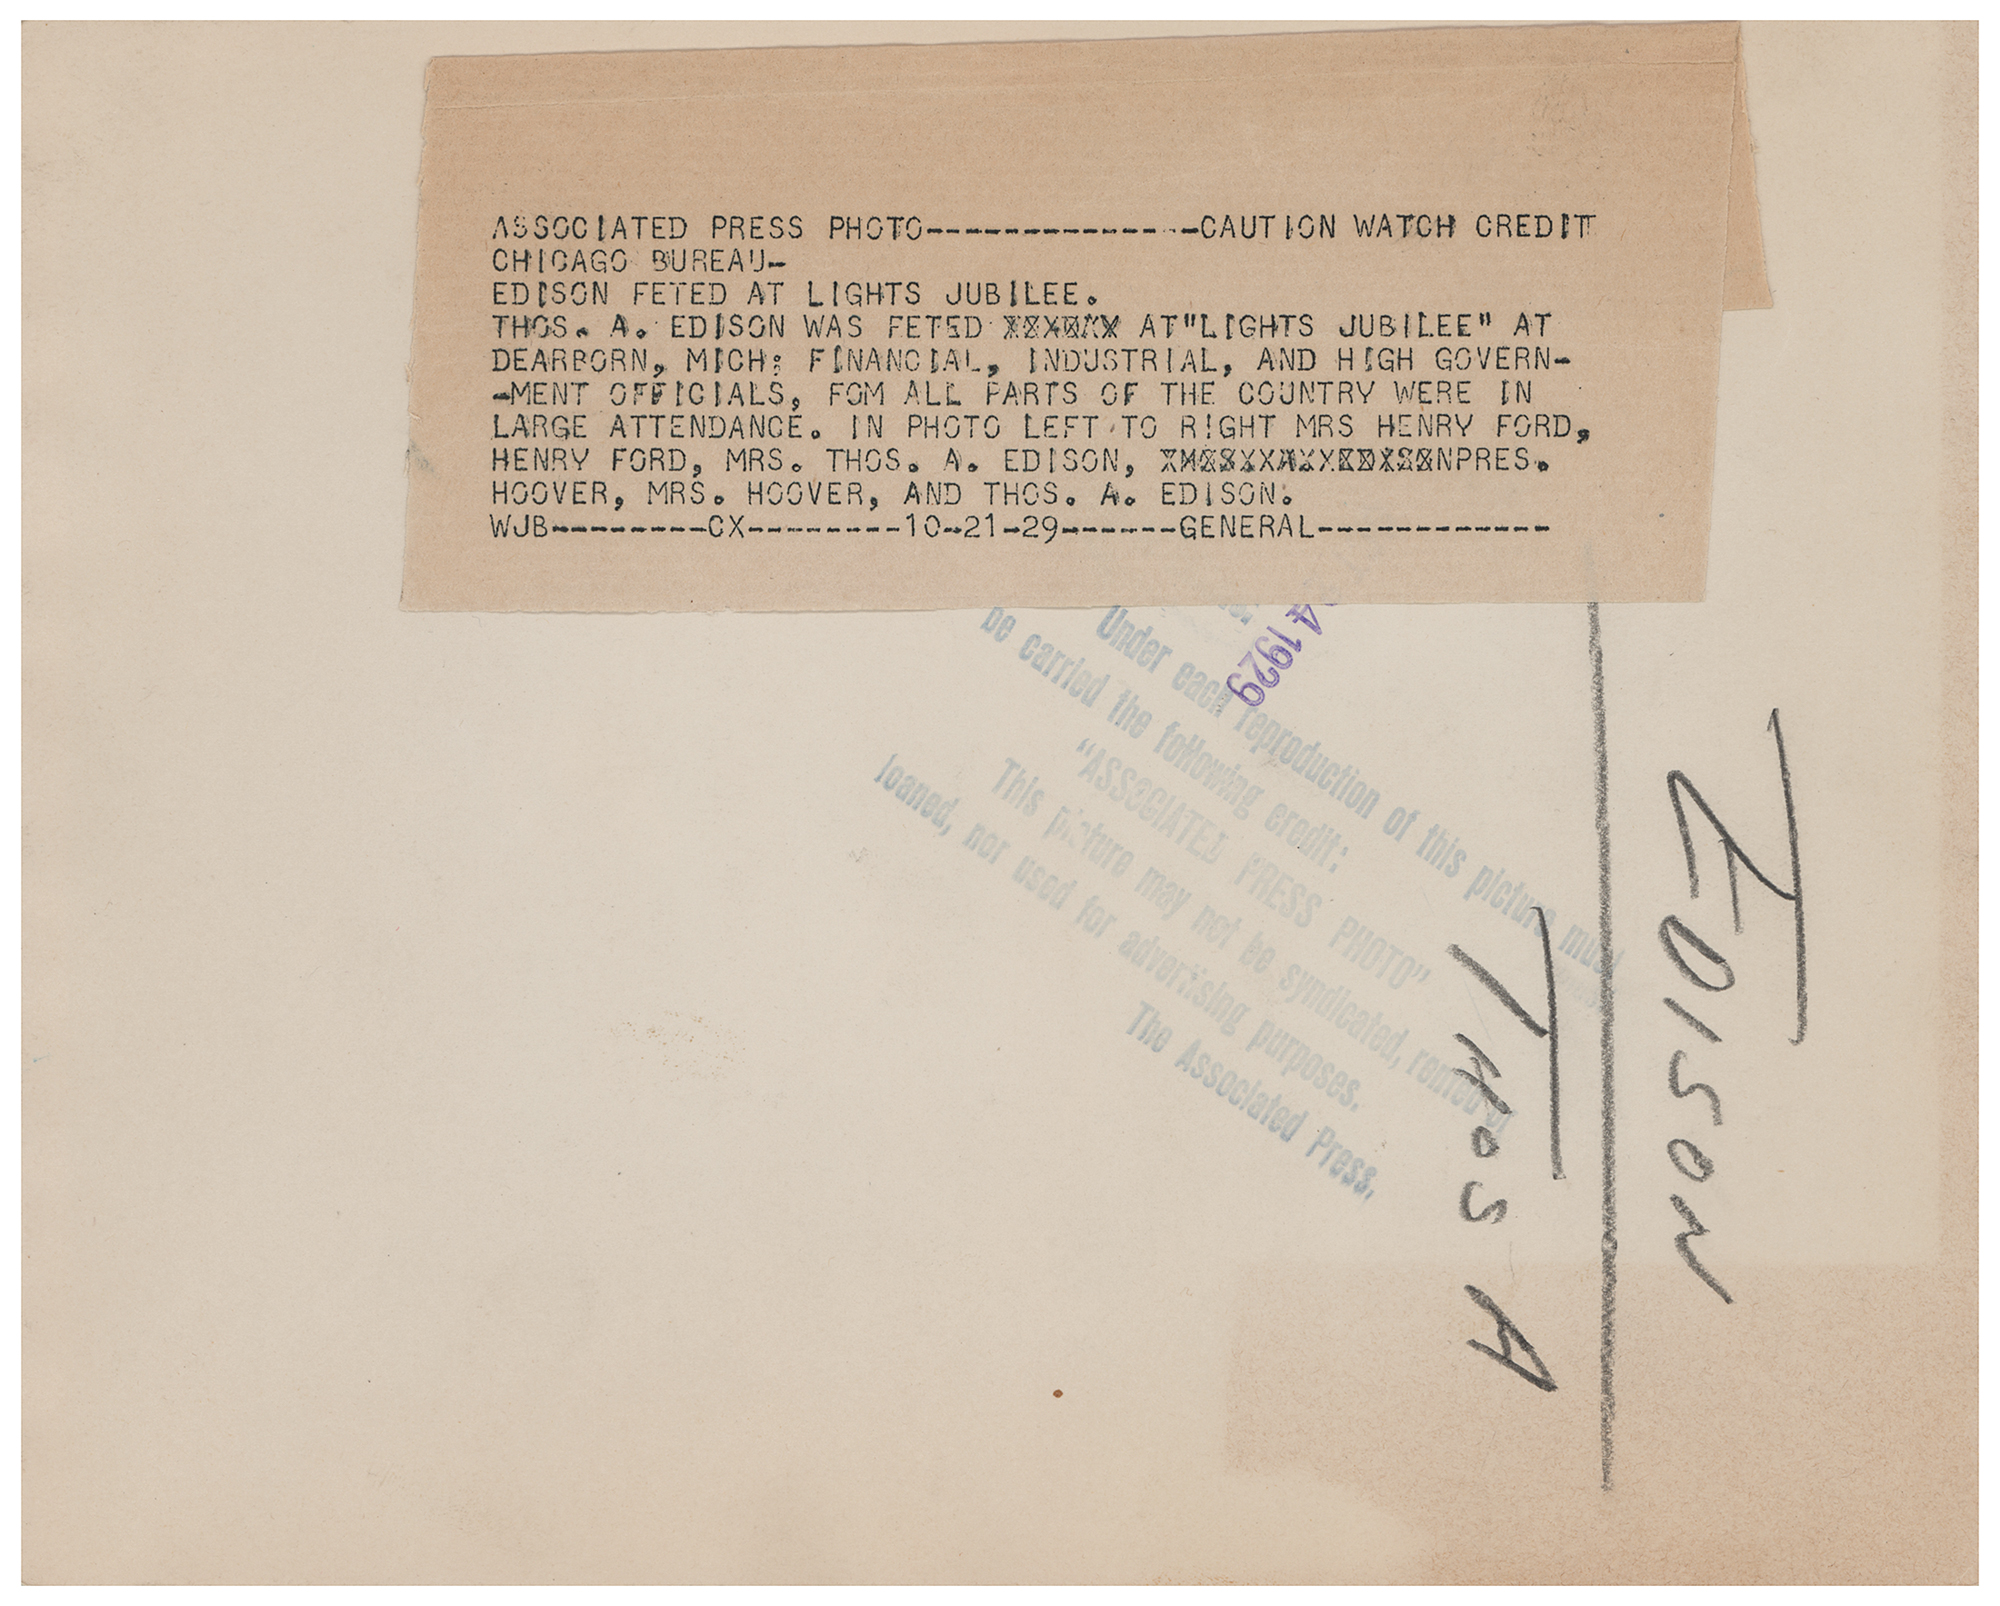 ASSOCIATED PRESS PHOTO----------------CAUTION WATCH CREDIT
CHICAGO BUREAU-
EDISON FETED AT LIGHTS JUBILEE.
THOS. A. EDISON WAS FETED AT"LIGHTS JUBILEE" AT
DEARBORN, MICH; FINANCIAL, INDUSTRIAL, AND HIGH GOVERN-
-MENT OFFICIALS, FOM ALL PARTS OF THE COUNTRY WERE IN
LARGE ATTENDANCE. IN PHOTO LEFT TO RIGHT MRS HENRY FORD,
HENRY FORD, MRS. THOS. A. EDISON, PRES.
HOOVER, MRS. HOOVER, AND THOS. A. EDISON.
WJB--------CX--------10-21-29------GENERAL------------
4 1929
Under each reproduction of this picture must
be carried the following credit:
"ASSOCIATED PRESS PHOTO"
This picture may not be syndicated, rented or
loaned, nor used for advertising purposes.
The Associated Press.
EDISON
THOS A